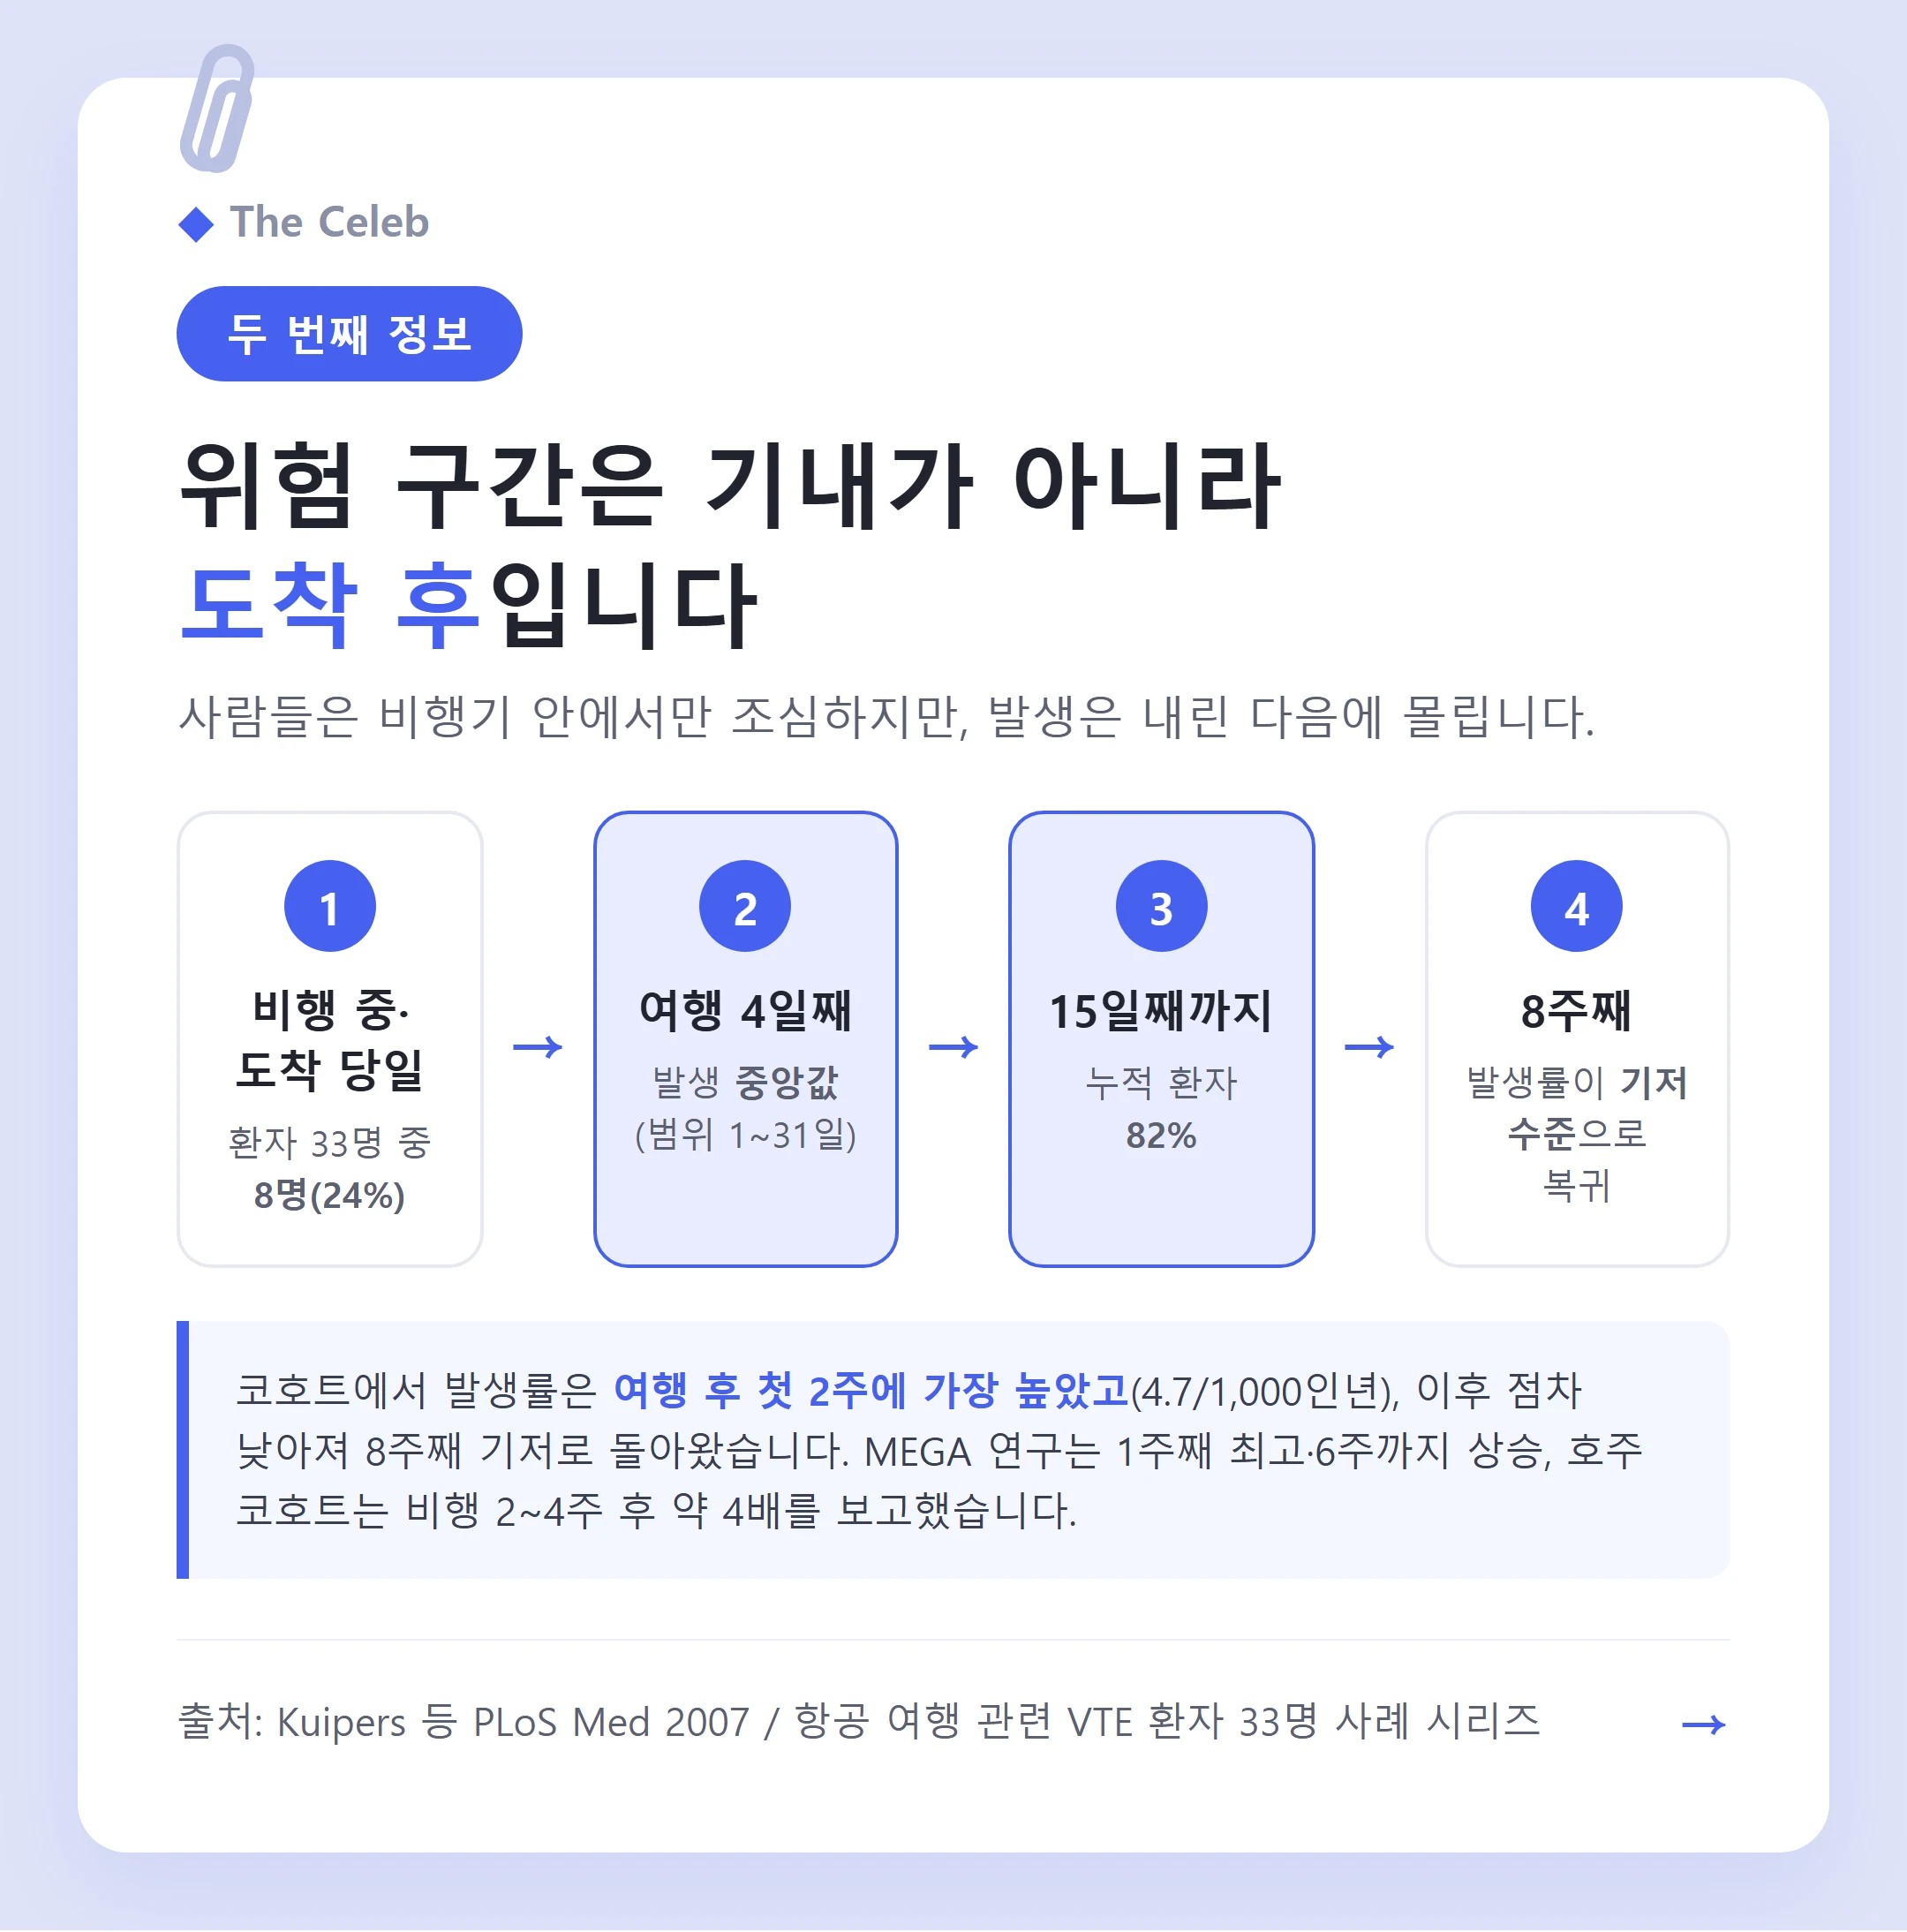 ◆ The Celeb
두 번째 정보
위험 구간은 기내가 아니라
도착 후입니다
사람들은 비행기 안에서만 조심하지만, 발생은 내린 다음에 몰립니다.
1
비행 중·
도착 당일
환자 33명 중
8명(24%)
→
2
여행 4일째
발생 중앙값
(범위 1~31일)
→
3
15일째까지
누적 환자
82%
→
4
8주째
발생률이 기저
수준으로
복귀
코호트에서 발생률은 여행 후 첫 2주에 가장 높았고(4.7/1,000인년), 이후 점차
낮아져 8주째 기저로 돌아왔습니다. MEGA 연구는 1주째 최고·6주까지 상승, 호주
코호트는 비행 2~4주 후 약 4배를 보고했습니다.
출처: Kuipers 등 PLoS Med 2007 / 항공 여행 관련 VTE 환자 33명 사례 시리즈 →